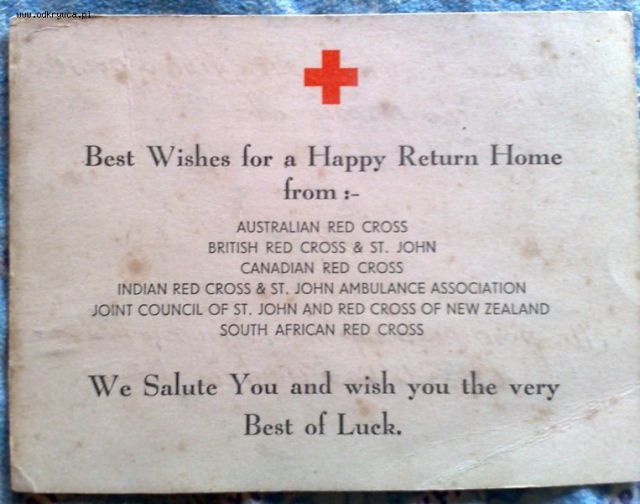 www.odkrywca.pl
Best Wishes for a Happy Return Home
from :-
AUSTRALIAN RED CROSS
BRITISH RED CROSS & ST. JOHN
CANADIAN RED CROSS
INDIAN RED CROSS & ST. JOHN AMBULANCE ASSOCIATION
JOINT COUNCIL OF ST. JOHN AND RED CROSS OF NEW ZEALAND
SOUTH AFRICAN RED CROSS
We Salute You and wish you the very
Best of Luck.